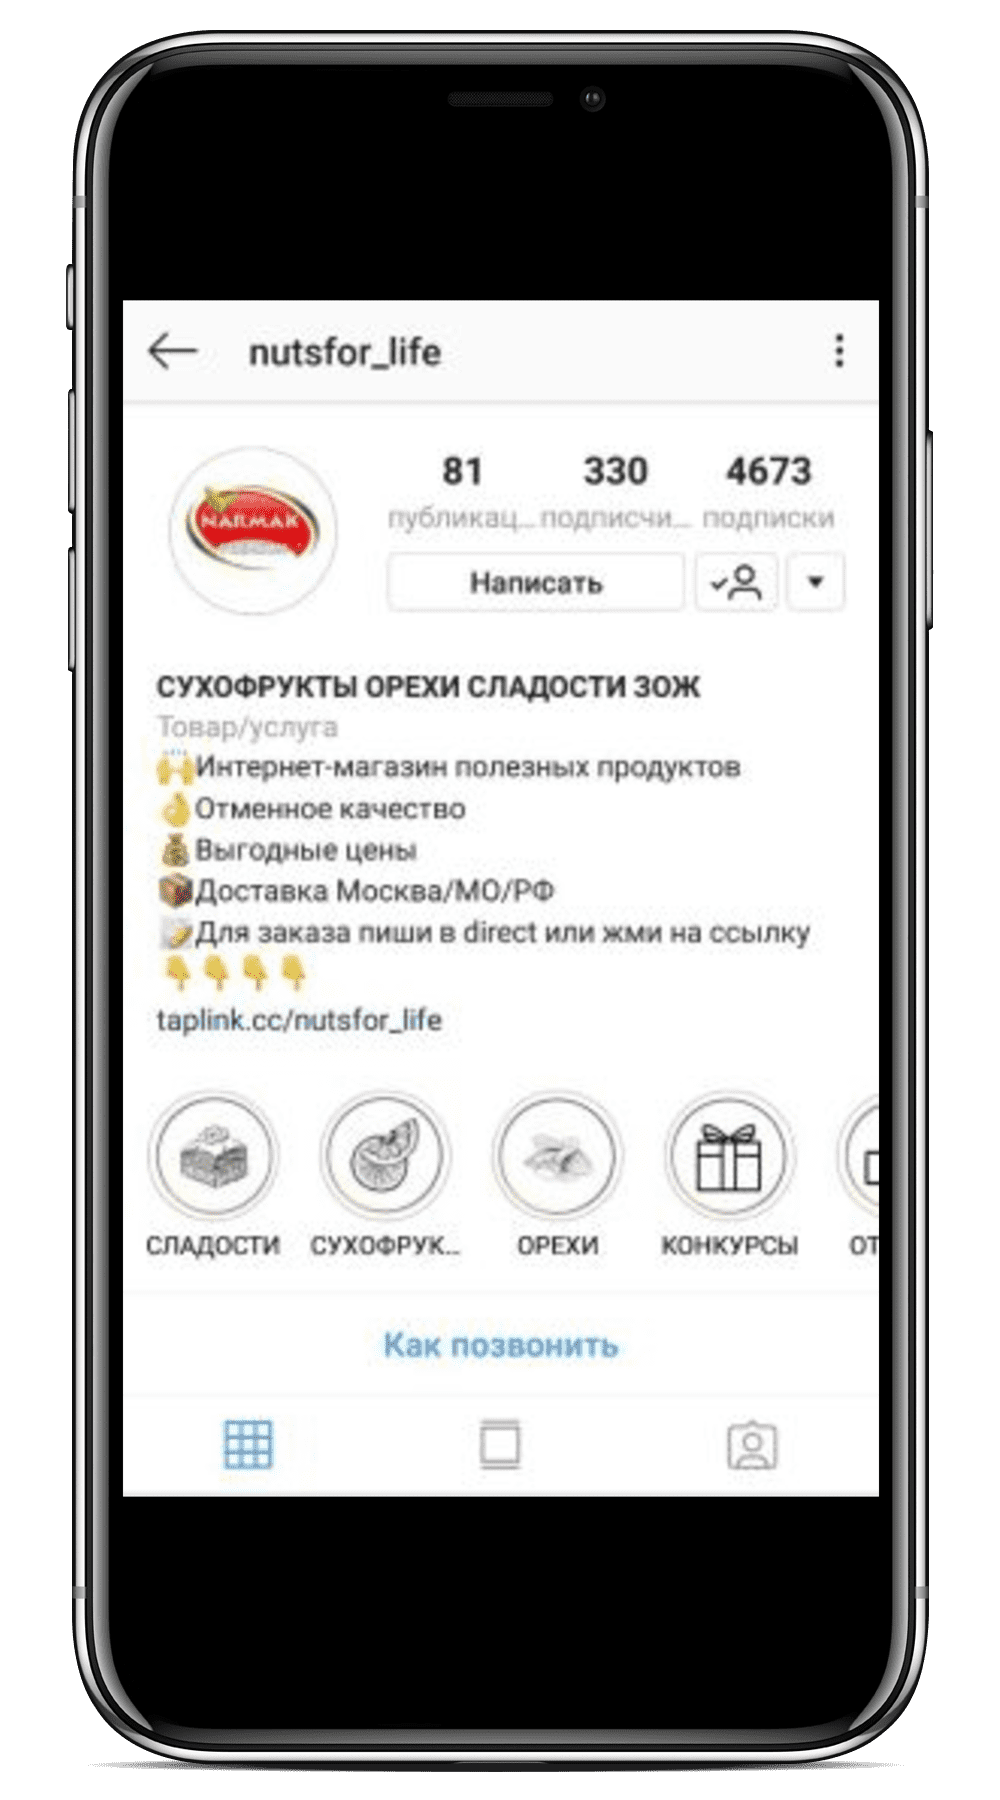 nutsfor_life
NARMAK
81 330 4673
публикац... подписчи... подписки
Написать
СУХОФРУКТЫ ОРЕХИ СЛАДОСТИ ЗОЖ
Товар/услуга
🙌Интернет-магазин полезных продуктов
👌Отменное качество
💰Выгодные цены
📦Доставка Москва/МО/РФ
📝Для заказа пиши в direct или жми на ссылку
👇👇👇👇
taplink.cc/nutsfor_life
СЛАДОСТИ СУХОФРУК... ОРЕХИ КОНКУРСЫ ОТ
Как позвонить